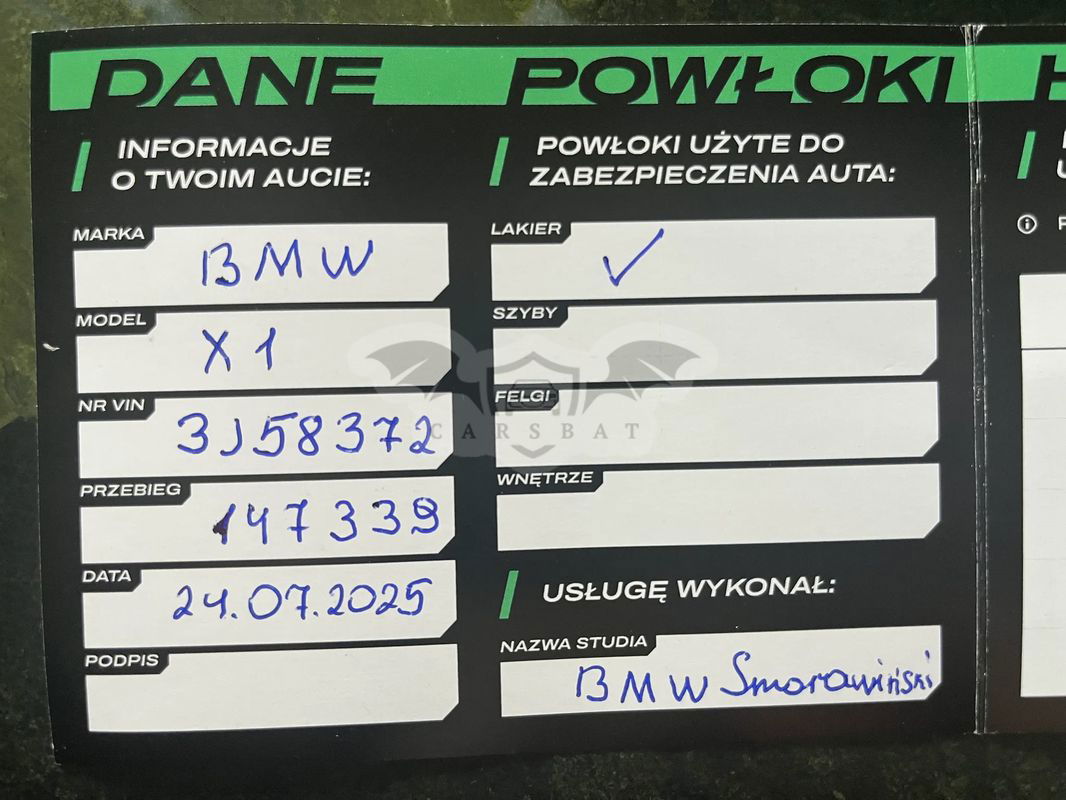 DANE
INFORMACJE
O TWOIM AUCIE:
MARKA
BMW
MODEL
X1
NR VIN
3J58372
PRZEBIEG
147339
DATA
24.07.2025
PODPIS
POWŁOKI
POWŁOKI UŻYTE DO
ZABEZPIECZENIA AUTA:
LAKIER
✓
SZYBY
FELGI
WNĘTRZE
USŁUGĘ WYKONAŁ:
NAZWA STUDIA
BMW Smorawiński
CARSBAT